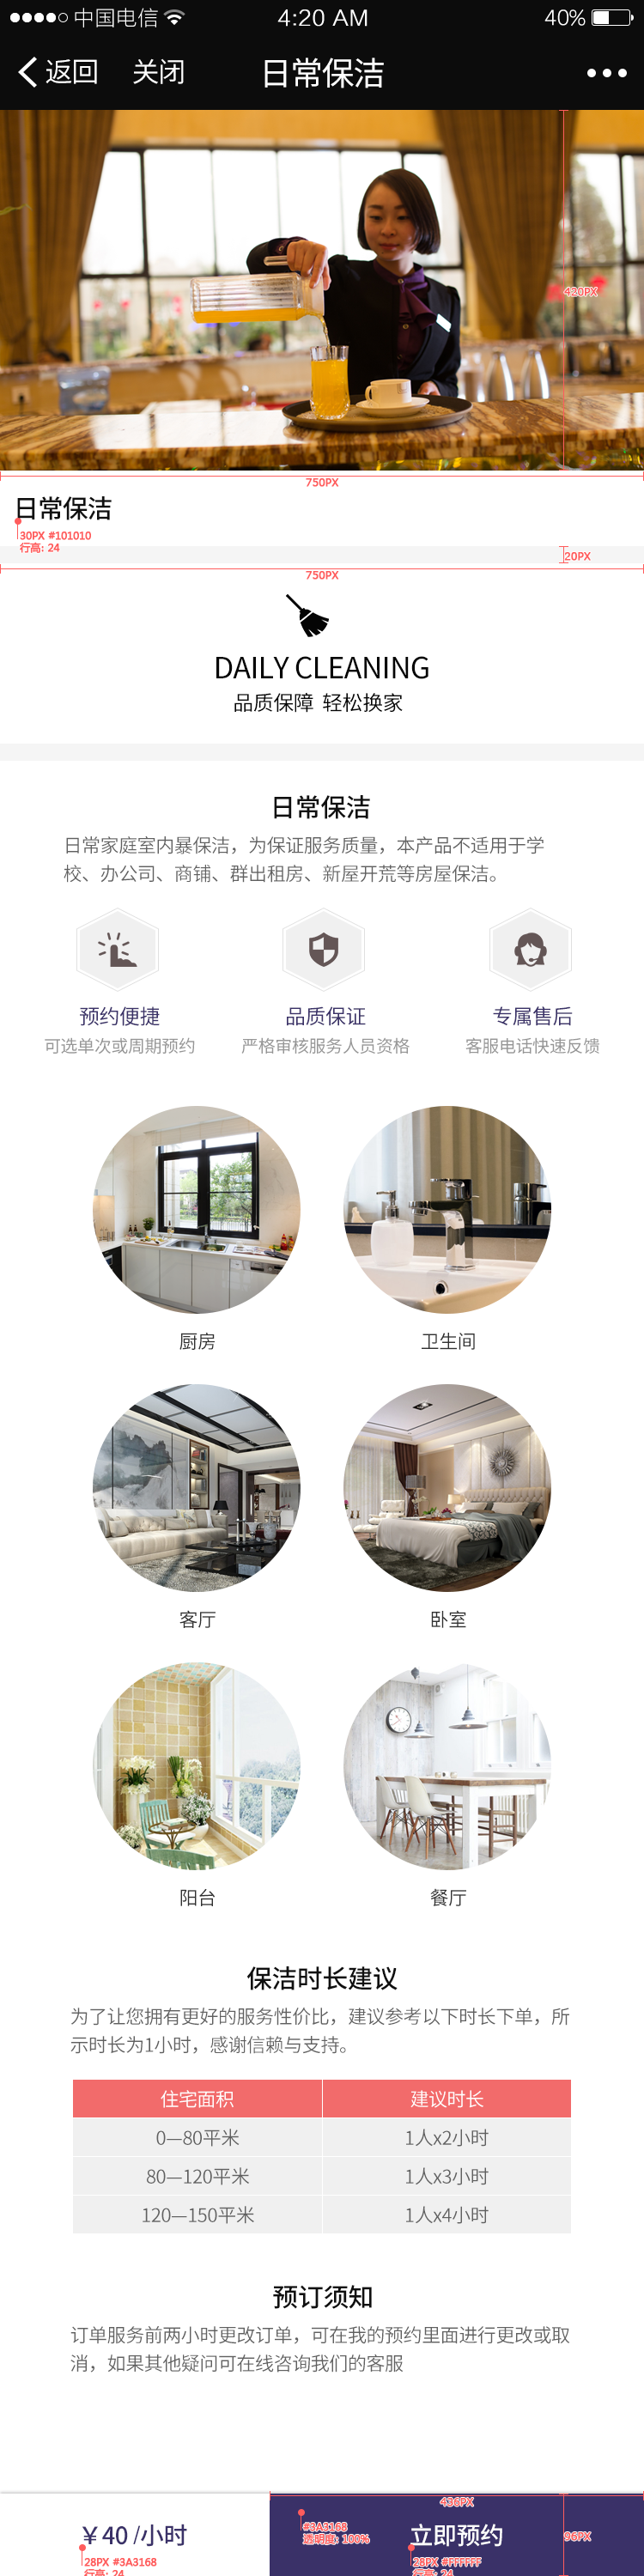 中国电信
4:20 AM
40%
返回 关闭 日常保洁
420PX
750PX
日常保洁
30PX #101010
行高: 24
20PX
750PX
DAILY CLEANING
品质保障 轻松换家
日常保洁
日常家庭室内暴保洁，为保证服务质量，本产品不适用于学
校、办公司、商铺、群出租房、新屋开荒等房屋保洁。
预约便捷 品质保证 专属售后
可选单次或周期预约 严格审核服务人员资格 客服电话快速反馈
厨房 卫生间
客厅 卧室
阳台 餐厅
保洁时长建议
为了让您拥有更好的服务性价比，建议参考以下时长下单，所
示时长为1小时，感谢信赖与支持。
住宅面积 建议时长
0—80平米 1人x2小时
80—120平米 1人x3小时
120—150平米 1人x4小时
预订须知
订单服务前两小时更改订单，可在我的预约里面进行更改或取
消，如果其他疑问可在线咨询我们的客服
436PX
￥40 /小时
#3A3168
透明度: 100%
立即预约
96PX
28PX #3A3168
行高: 24
28PX #FFFFFF
行高: 24